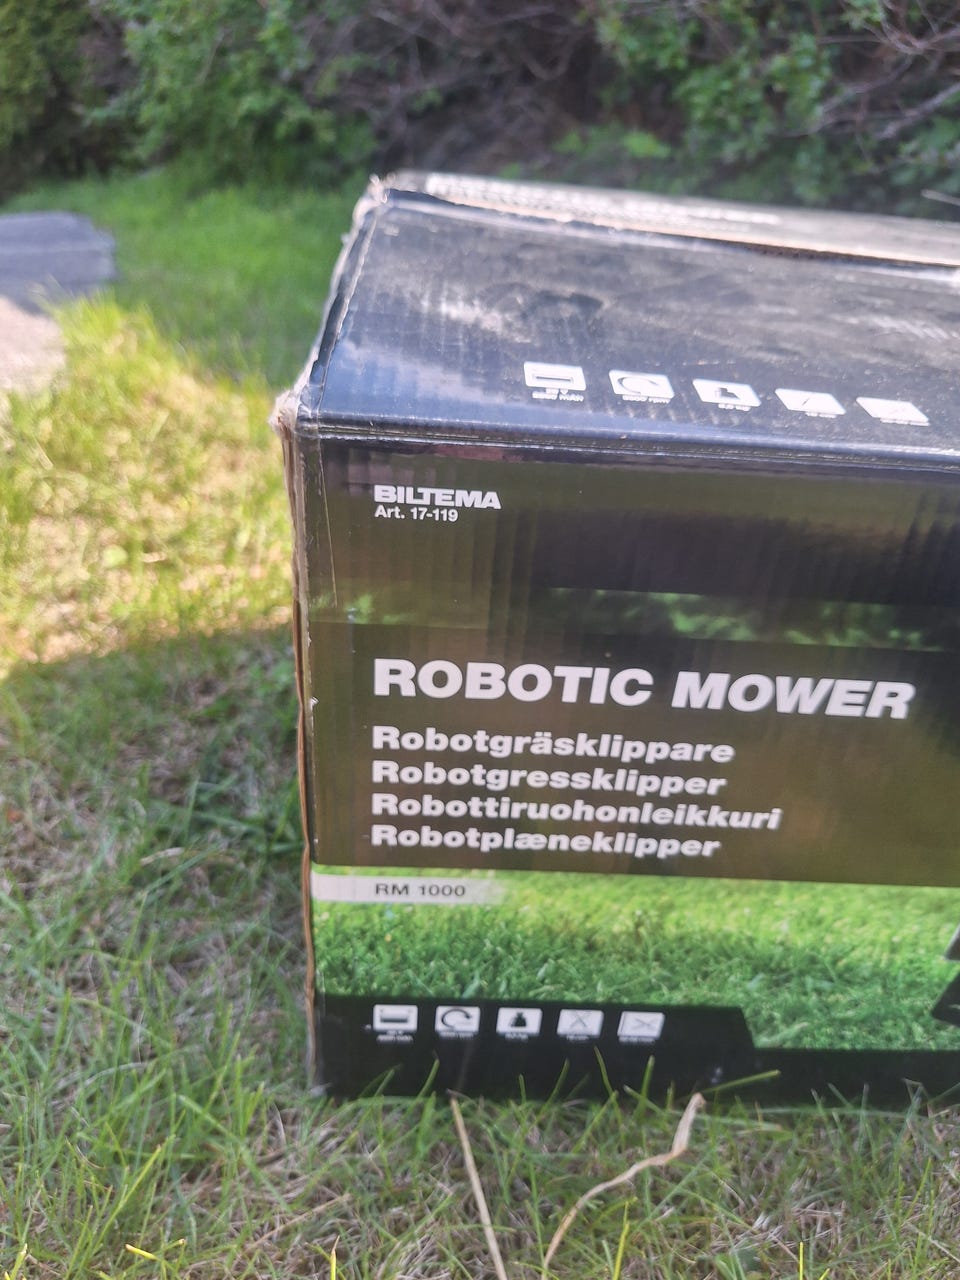 BILTEMA
Art. 17-119
ROBOTIC MOWER
Robotgräsklippare
Robotgressklipper
Robottiruohonleikkuri
Robotplæneklipper
RM 1000